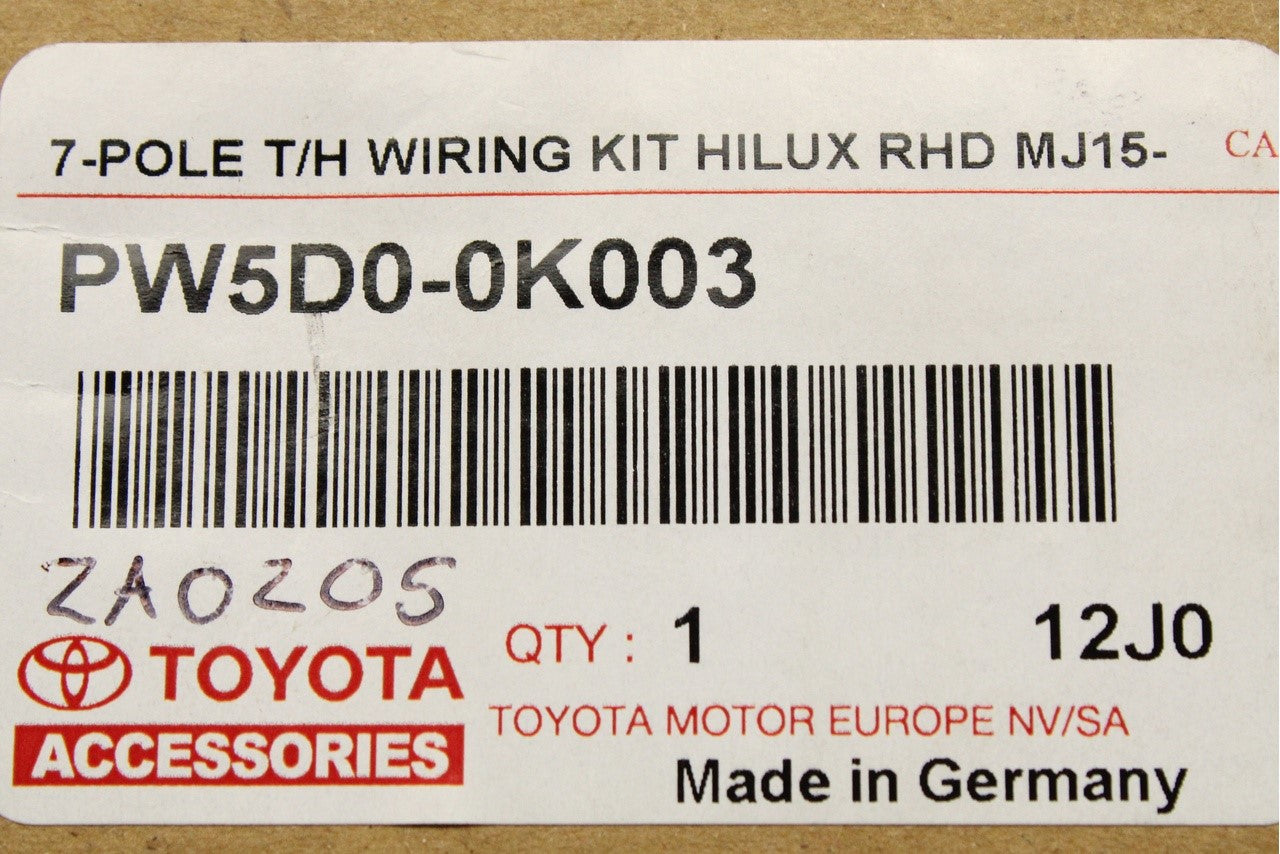 7-POLE T/H WIRING KIT HILUX RHD MJ15- CA
PW5D0-0K003
ZA0205
QTY : 1 12J0
TOYOTA
TOYOTA MOTOR EUROPE NV/SA
ACCESSORIES
Made in Germany